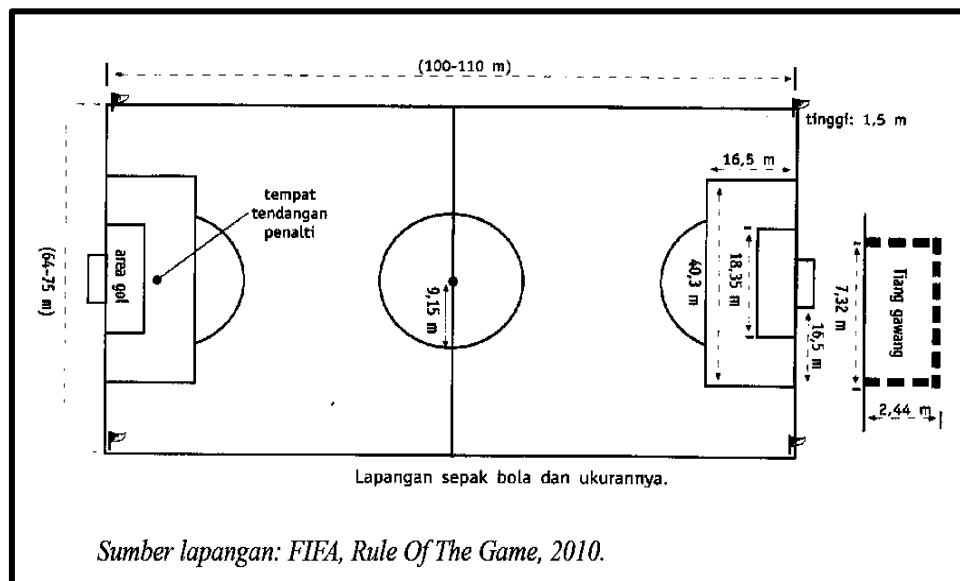 (100-110 m)
tinggi: 1,5 m
16,5 m
tempat
tendangan
penalti
(64-75 m)
area gol
9,15 m
40,3 m
18,35 m
16,5 m
7,32 m
Tiang gawang
2,44 m
Lapangan sepak bola dan ukurannya.
Sumber lapangan: FIFA, Rule Of The Game, 2010.